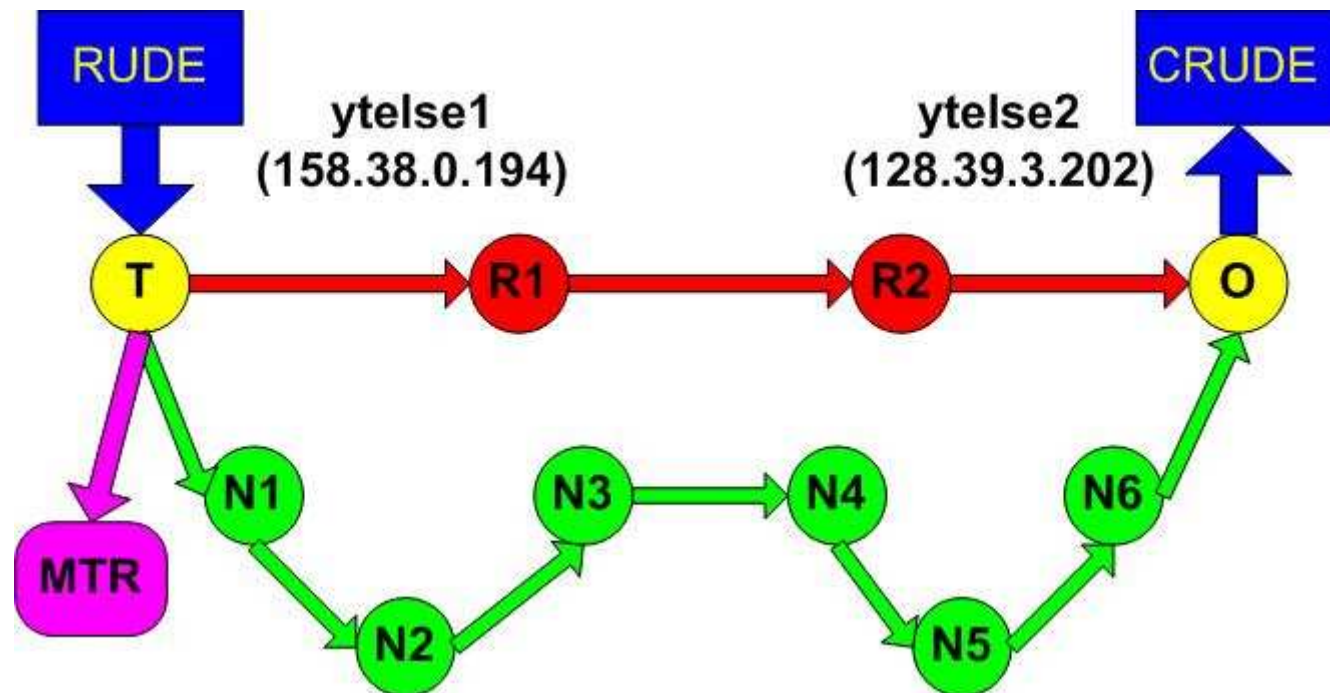 RUDE
CRUDE
ytelse1
(158.38.0.194)
ytelse2
(128.39.3.202)
T
R1
R2
O
N1
N3
N4
N6
MTR
N2
N5